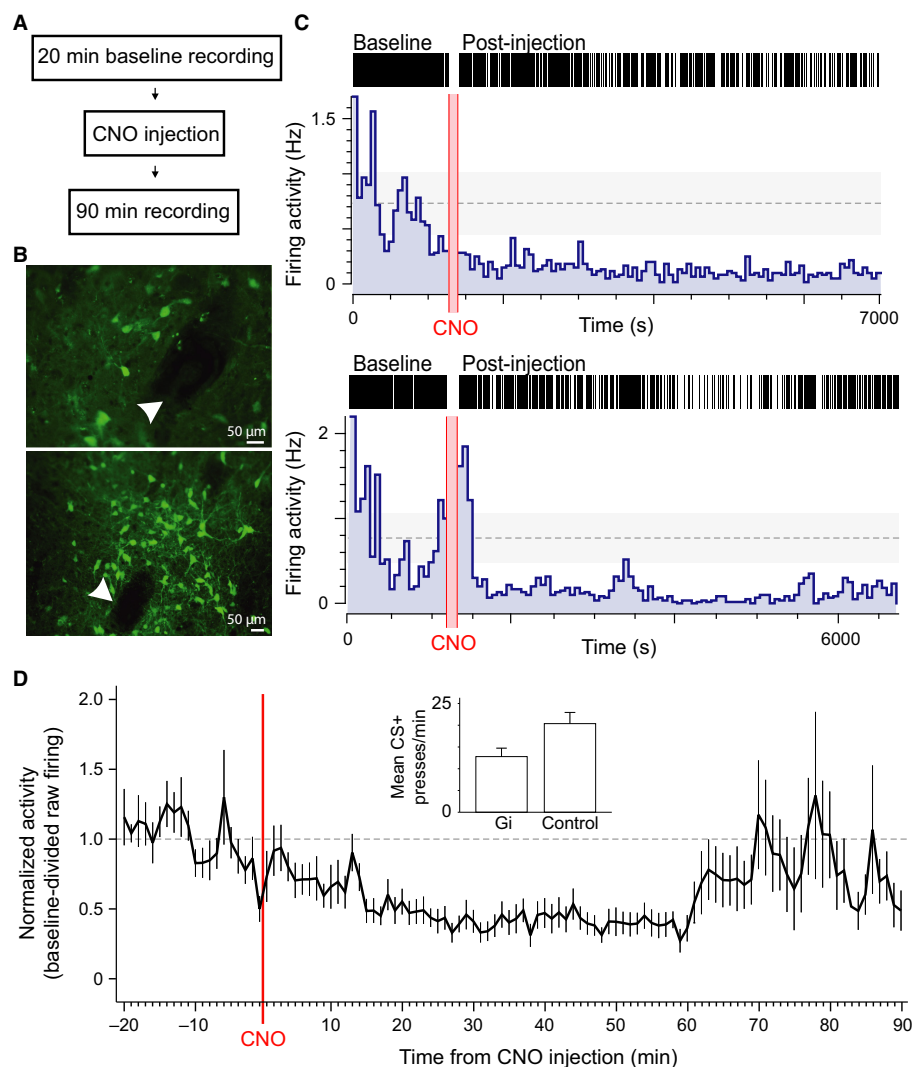 A
20 min baseline recording
CNO injection
90 min recording
B
50 µm
50 µm
C
Baseline Post-injection
Firing activity (Hz)
1.5
0
0
CNO
Time (s)
7000
Baseline Post-injection
Firing activity (Hz)
2
0
0
CNO
Time (s)
6000
D
Normalized activity
(baseline-divided raw firing)
2.0
1.5
1.0
0.5
0
Mean CS+
presses/min
25
0
Gi Control
–20 –10 10 20 30 40 50 60 70 80 90
CNO
Time from CNO injection (min)